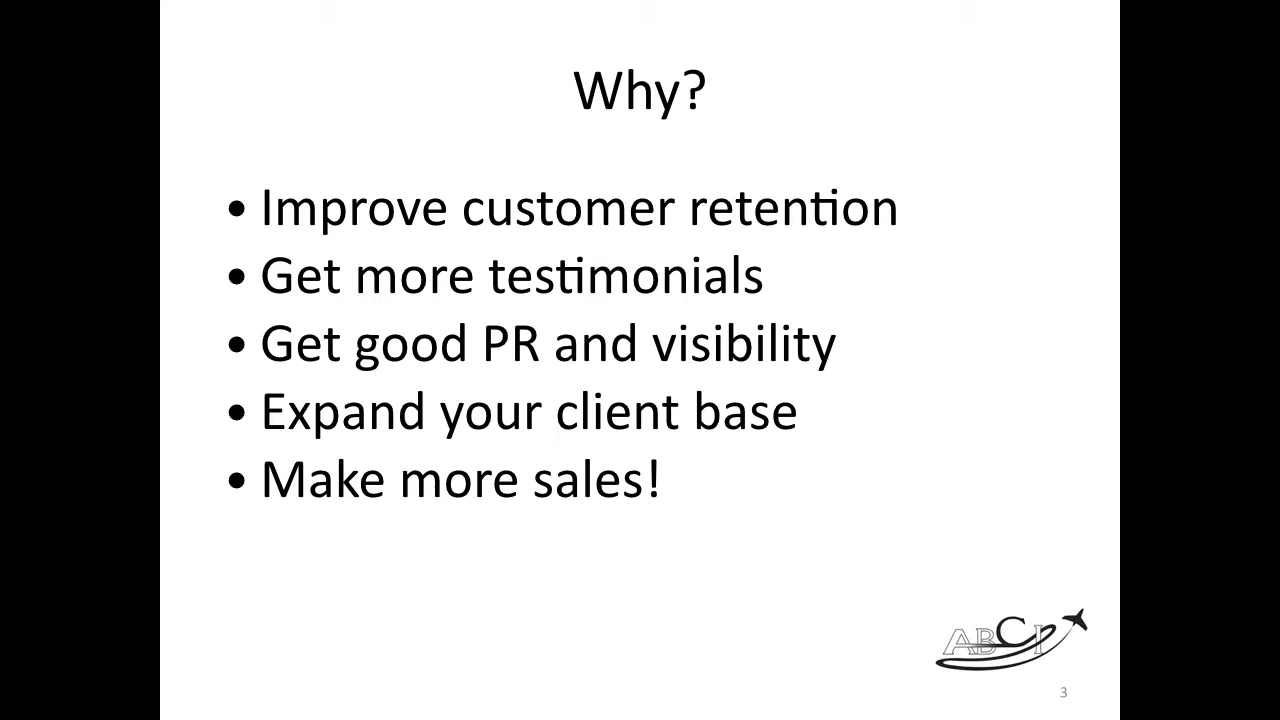 Why?
• Improve customer retention
• Get more testimonials
• Get good PR and visibility
• Expand your client base
• Make more sales!
ABCI
3